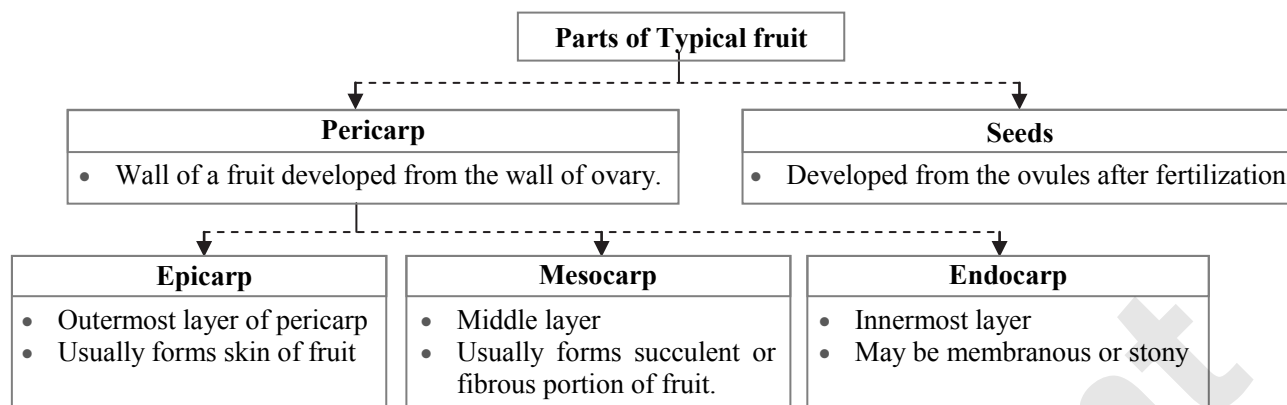 Parts of Typical fruit
Pericarp
• Wall of a fruit developed from the wall of ovary.
Seeds
• Developed from the ovules after fertilization
Epicarp
• Outermost layer of pericarp
• Usually forms skin of fruit
Mesocarp
• Middle layer
• Usually forms succulent or
fibrous portion of fruit.
Endocarp
• Innermost layer
• May be membranous or stony